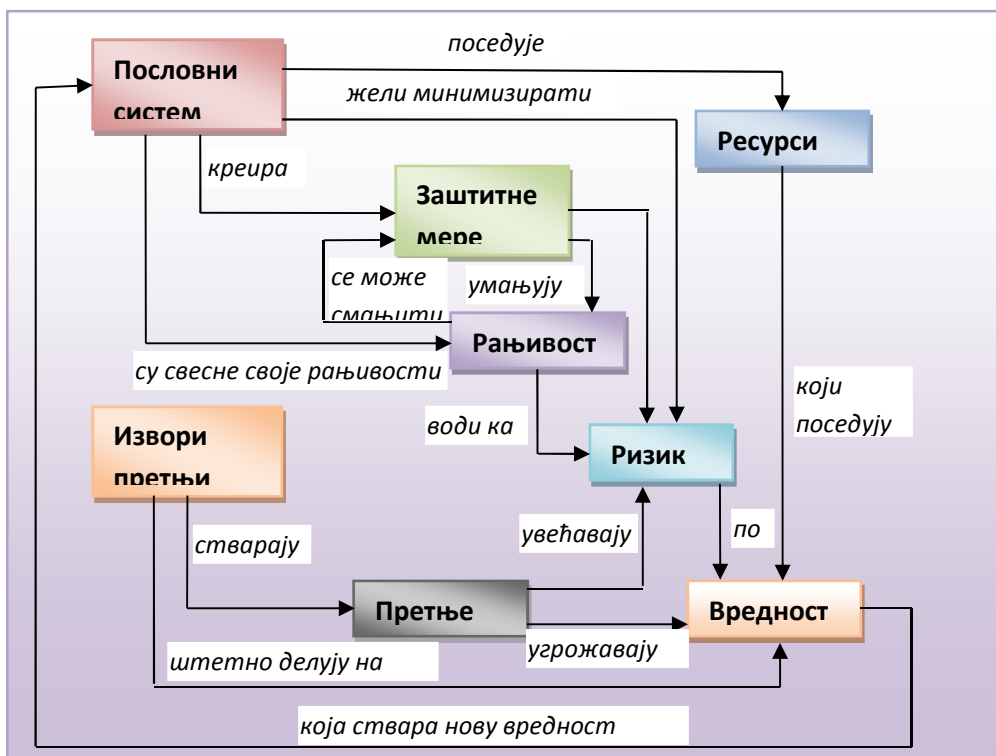 поседује
Пословни
систем
жели минимизирати
Ресурси
креира
Заштитне
мере
се може
смањити
умањују
Рањивост
су свесне своје рањивости
који
поседују
води ка
Извори
претњи
Ризик
стварају
увећавају
по
Претње
Вредност
угрожавају
штетно делују на
која ствара нову вредност